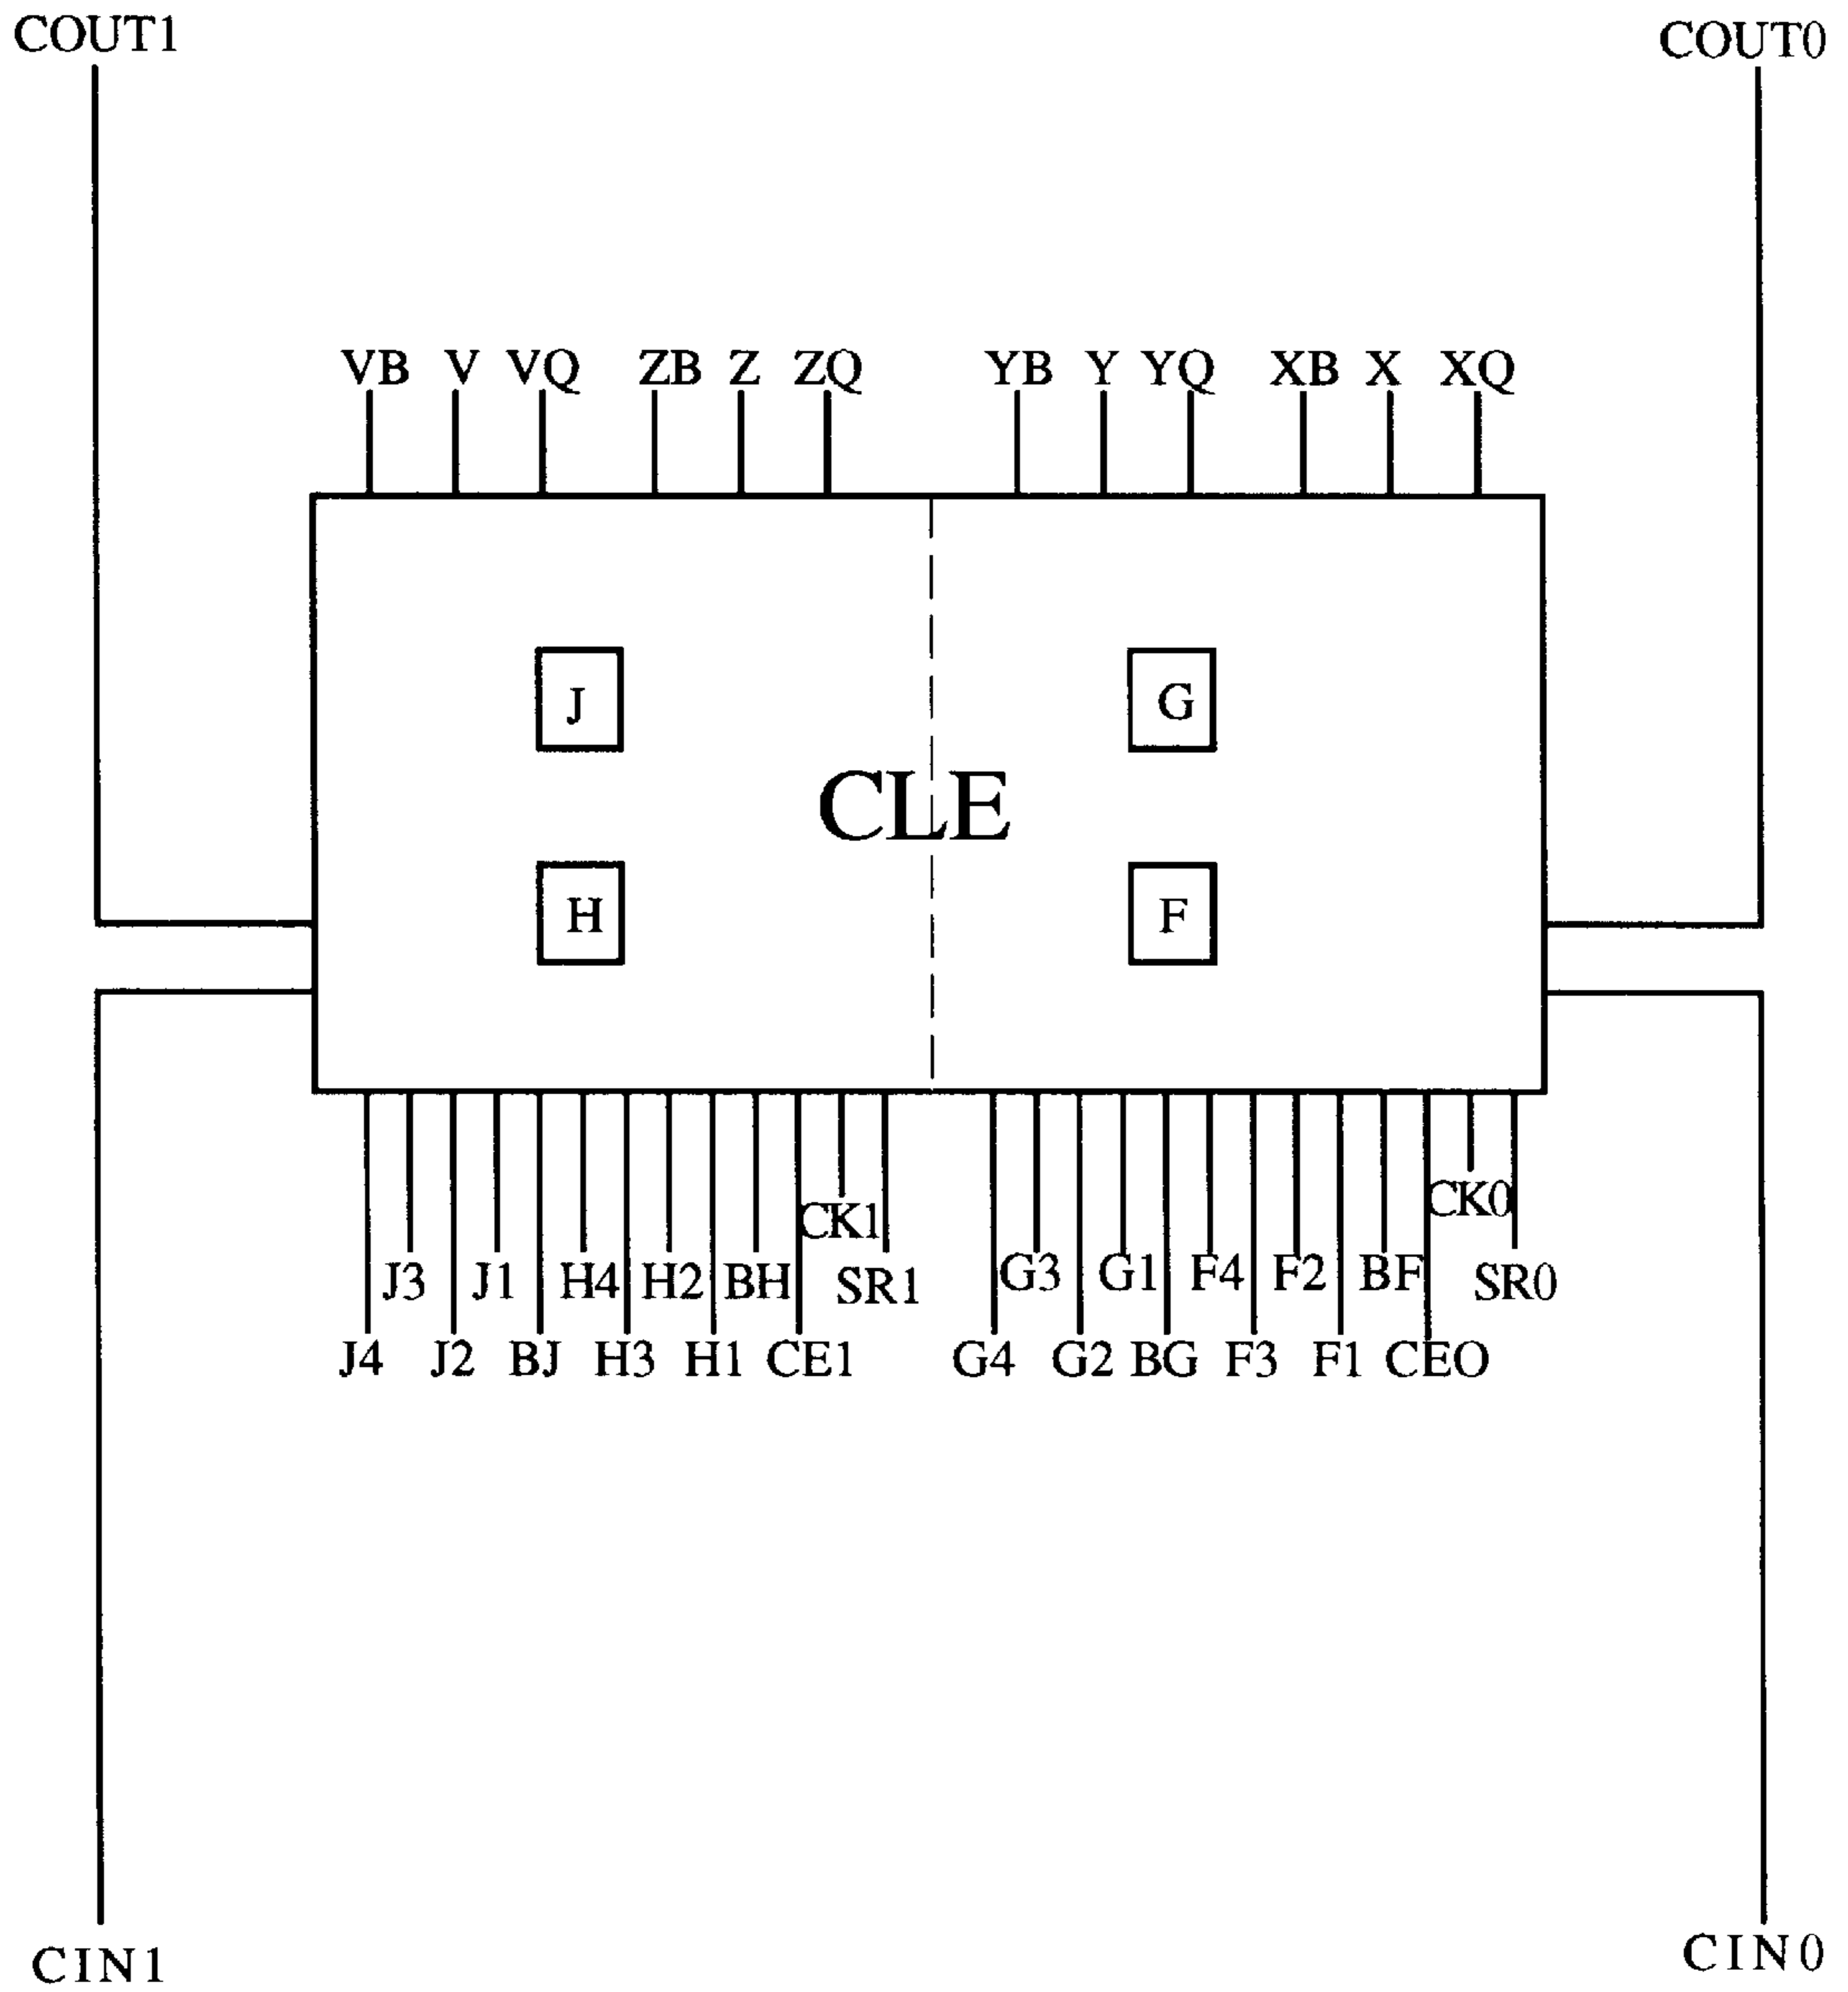 COUT1 COUT0
VB V VQ ZB Z ZQ YB Y YQ XB X XQ
J G
CLE
H F
CK1 CK0
J3 J1 H4 H2 BH SR1 G3 G1 F4 F2 BF SR0
J4 J2 BJ H3 H1 CE1 G4 G2 BG F3 F1 CEO
CIN1 CIN0